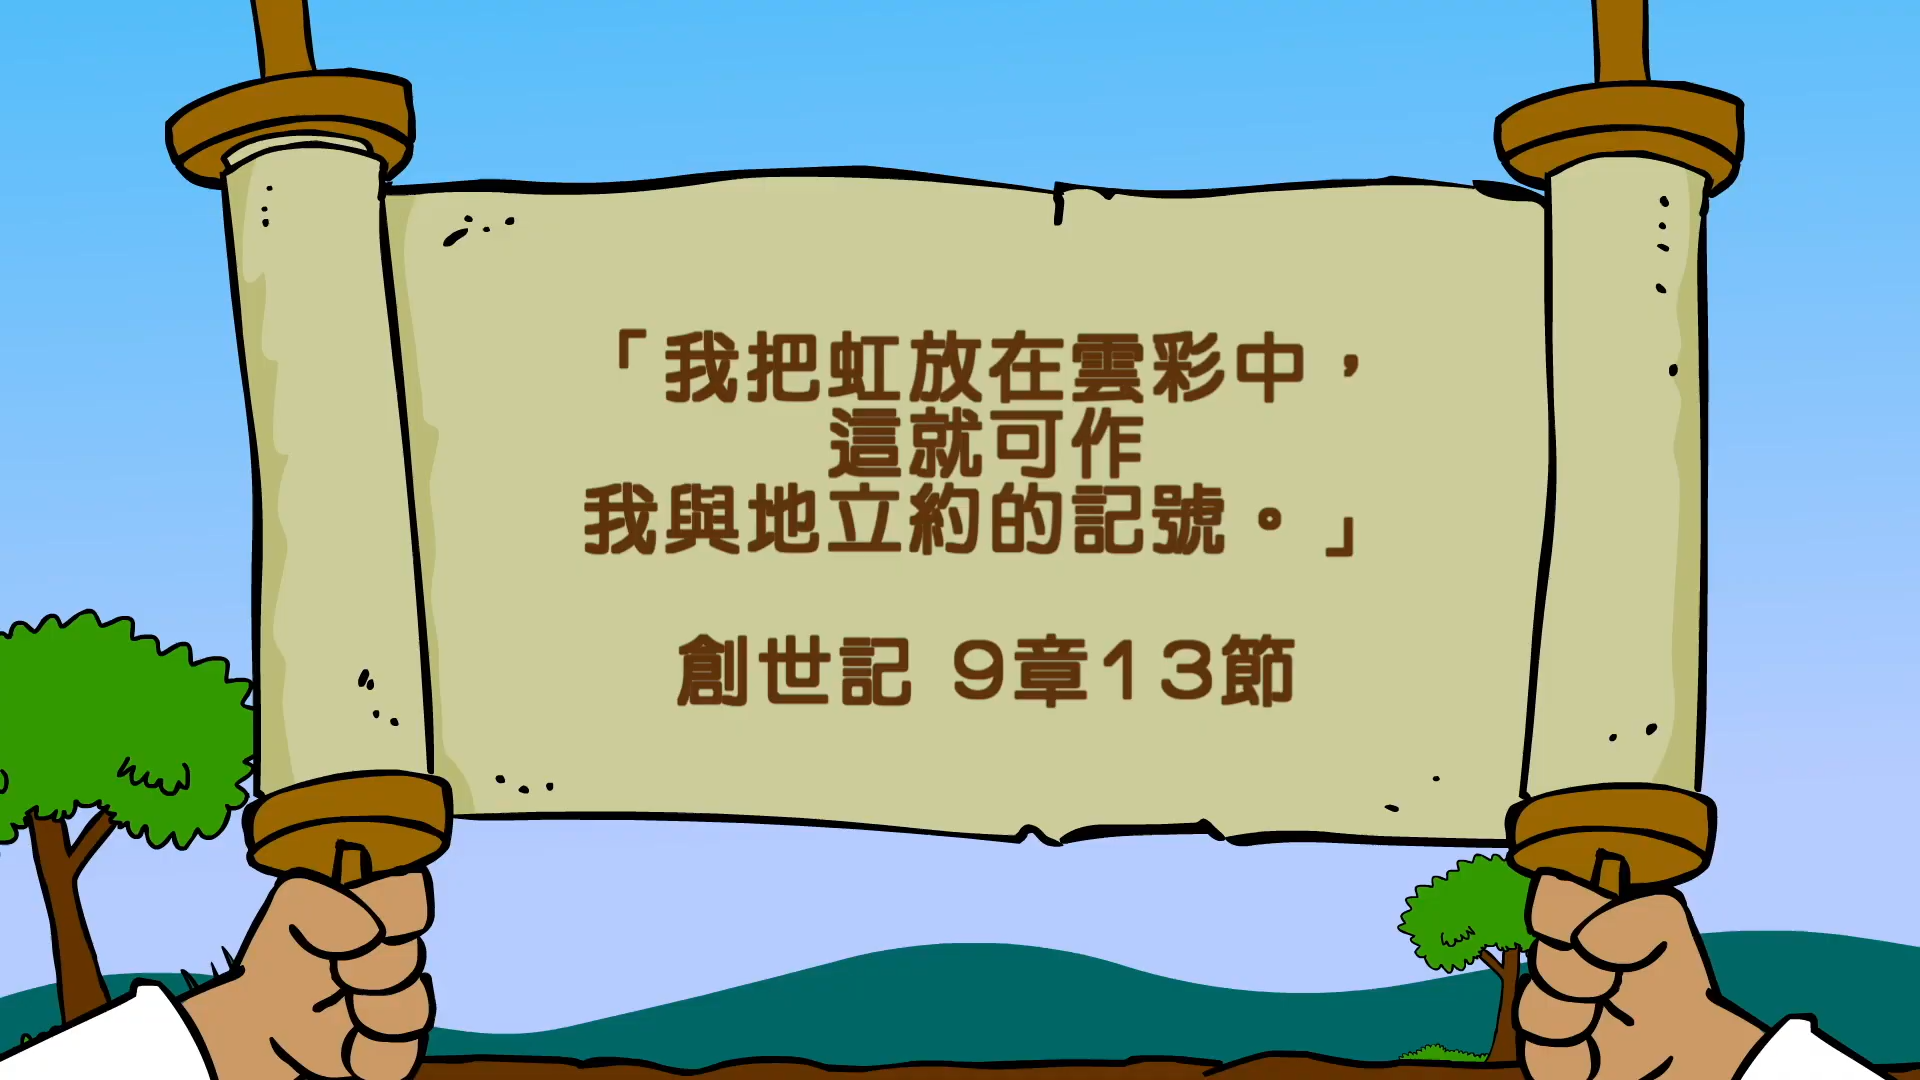 「我把虹放在雲彩中，
這就可作
我與地立約的記號。」
創世記 9章13節